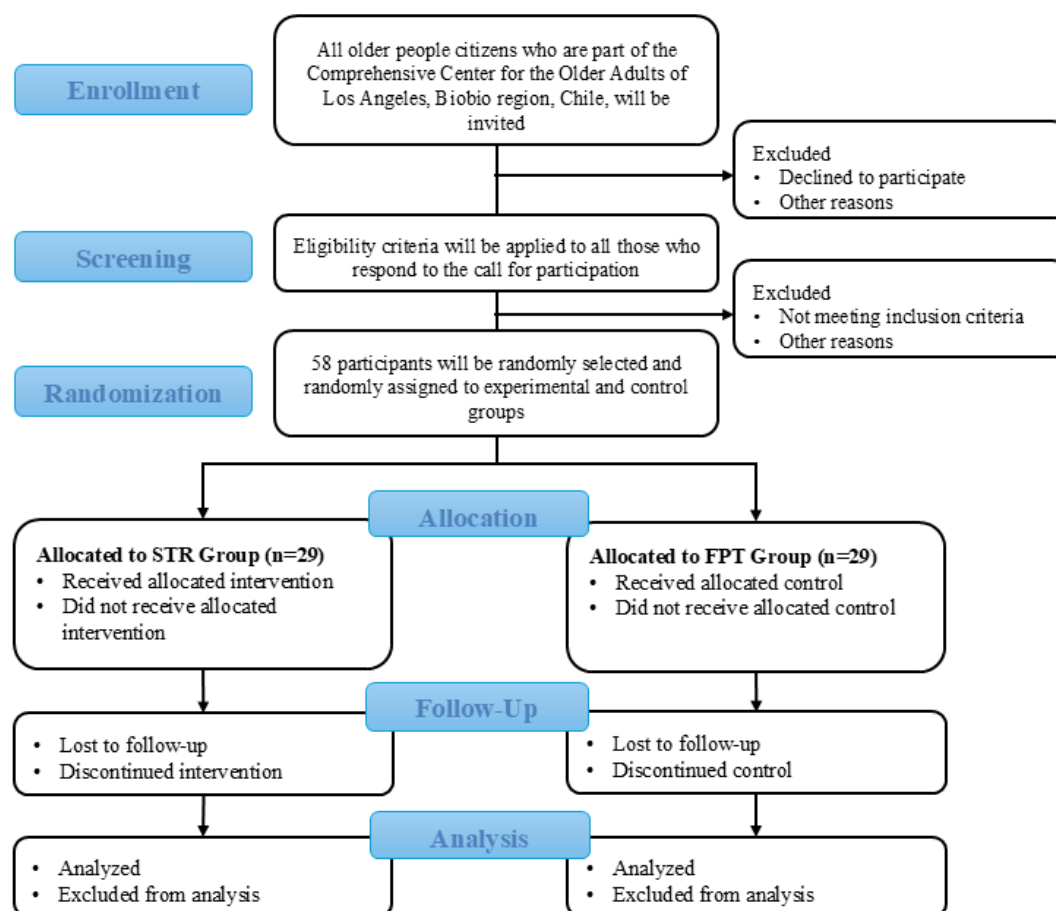 Enrollment
All older people citizens who are part of the
Comprehensive Center for the Older Adults of
Los Angeles, Biobio region, Chile, will be
invited
Excluded
• Declined to participate
• Other reasons
Screening
Eligibility criteria will be applied to all those who
respond to the call for participation
Excluded
• Not meeting inclusion criteria
• Other reasons
Randomization
58 participants will be randomly selected and
randomly assigned to experimental and control
groups
Allocation
Allocated to STR Group (n=29)
• Received allocated intervention
• Did not receive allocated
intervention
Allocated to FPT Group (n=29)
• Received allocated control
• Did not receive allocated control
Follow-Up
• Lost to follow-up
• Discontinued intervention
• Lost to follow-up
• Discontinued control
Analysis
• Analyzed
• Excluded from analysis
• Analyzed
• Excluded from analysis